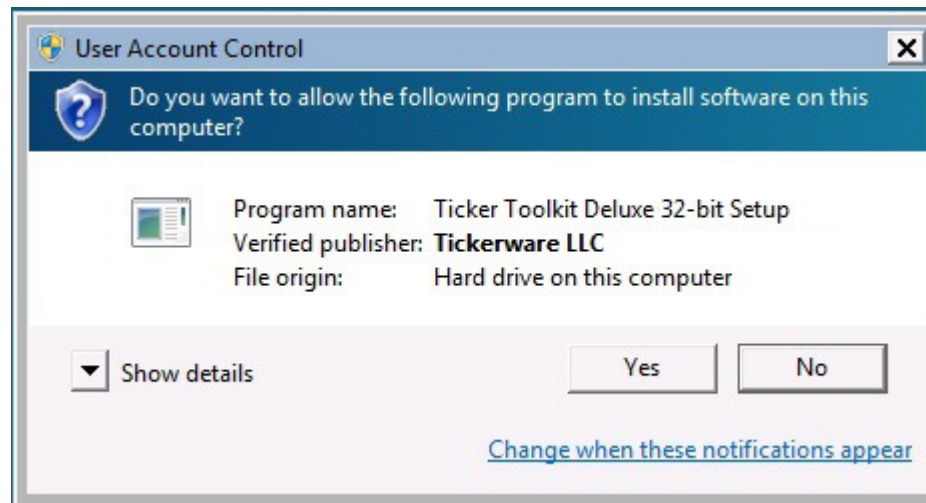 User Account Control
Do you want to allow the following program to install software on this
computer?
Program name: Ticker Toolkit Deluxe 32-bit Setup
Verified publisher: Tickerware LLC
File origin: Hard drive on this computer
Show details
Yes
No
Change when these notifications appear